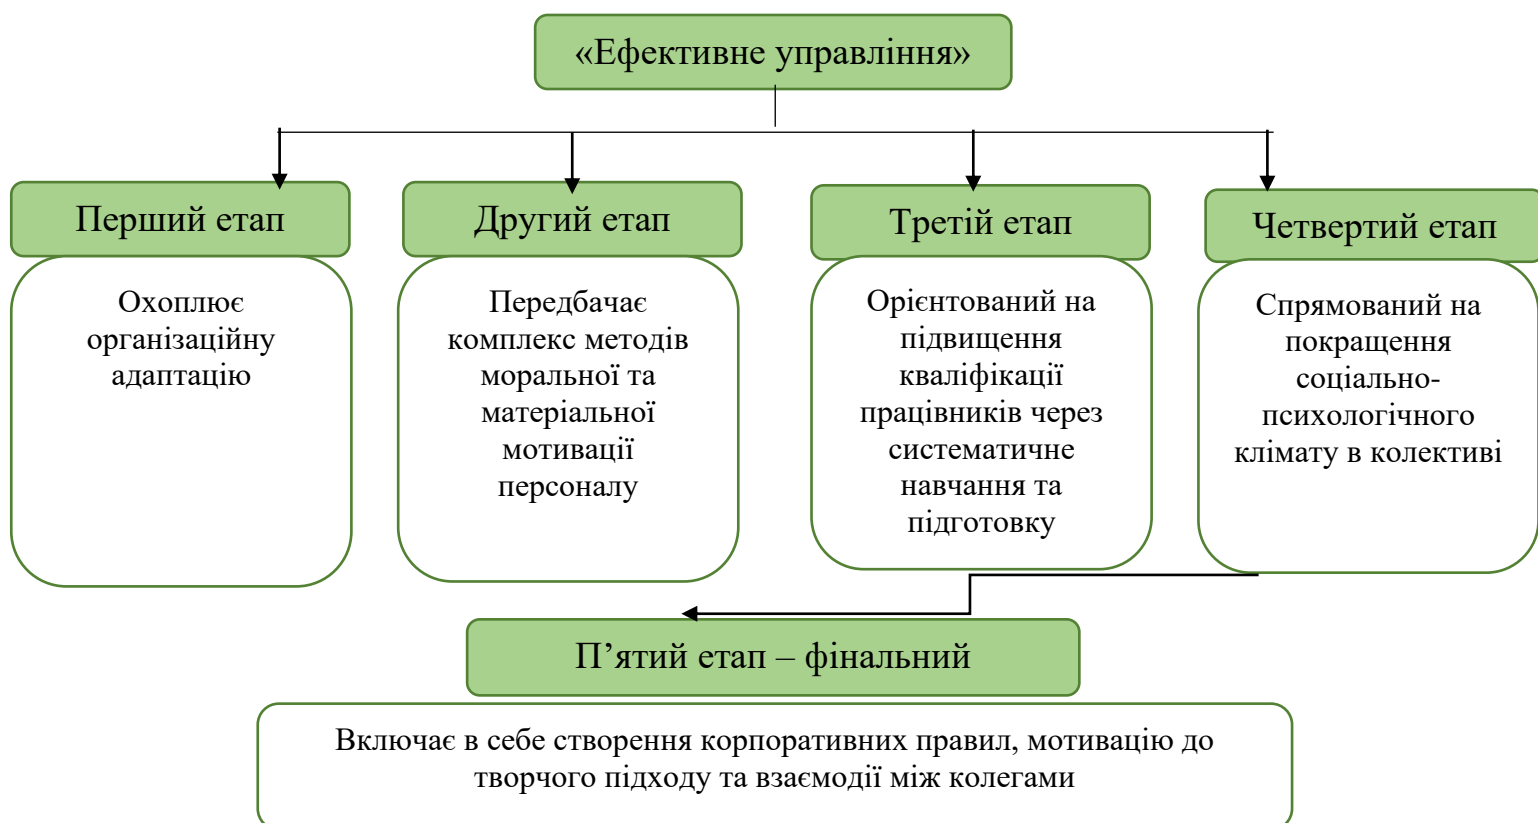 «Ефективне управління»
Перший етап
Охоплює
організаційну
адаптацію
Другий етап
Передбачає
комплекс методів
моральної та
матеріальної
мотивації
персоналу
Третій етап
Орієнтований на
підвищення
кваліфікації
працівників через
систематичне
навчання та
підготовку
Четвертий етап
Спрямований на
покращення
соціально-
психологічного
клімату в колективі
П’ятий етап – фінальний
Включає в себе створення корпоративних правил, мотивацію до
творчого підходу та взаємодії між колегами